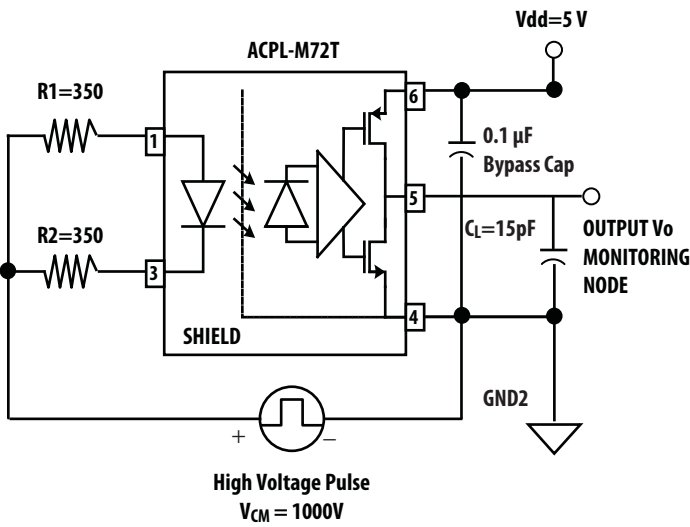 Vdd=5 V
ACPL-M72T
R1=350
6
1
0.1 µF
Bypass Cap
5
R2=350
CL=15pF
OUTPUT Vo
MONITORING
NODE
3
4
SHIELD
GND2
+
–
High Voltage Pulse
VCM = 1000V